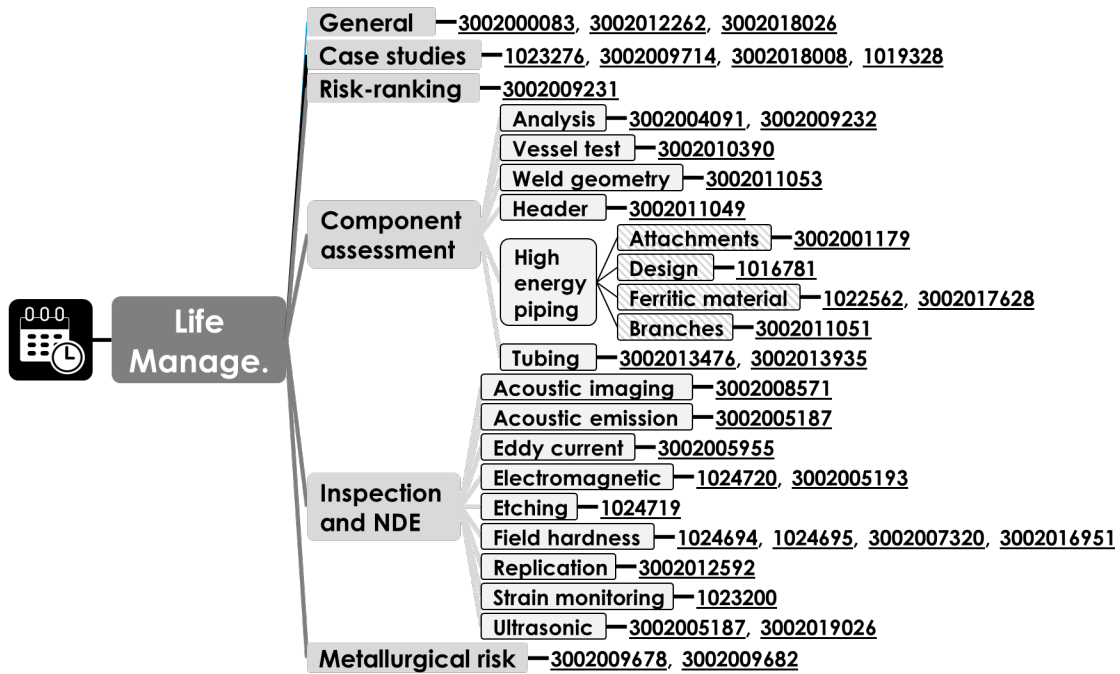 General 3002000083, 3002012262, 3002018026
Case studies 1023276, 3002009714, 3002018008, 1019328
Risk-ranking 3002009231
Component
assessment
Analysis 3002004091, 3002009232
Vessel test 3002010390
Weld geometry 3002011053
Header 3002011049
High
energy
piping
Attachments 3002001179
Design 1016781
Ferritic material 1022562, 3002017628
Branches 3002011051
Tubing 3002013476, 3002013935
Life
Manage.
Inspection
and NDE
Acoustic imaging 3002008571
Acoustic emission 3002005187
Eddy current 3002005955
Electromagnetic 1024720, 3002005193
Etching 1024719
Field hardness 1024694, 1024695, 3002007320, 3002016951
Replication 3002012592
Strain monitoring 1023200
Ultrasonic 3002005187, 3002019026
Metallurgical risk 3002009678, 3002009682